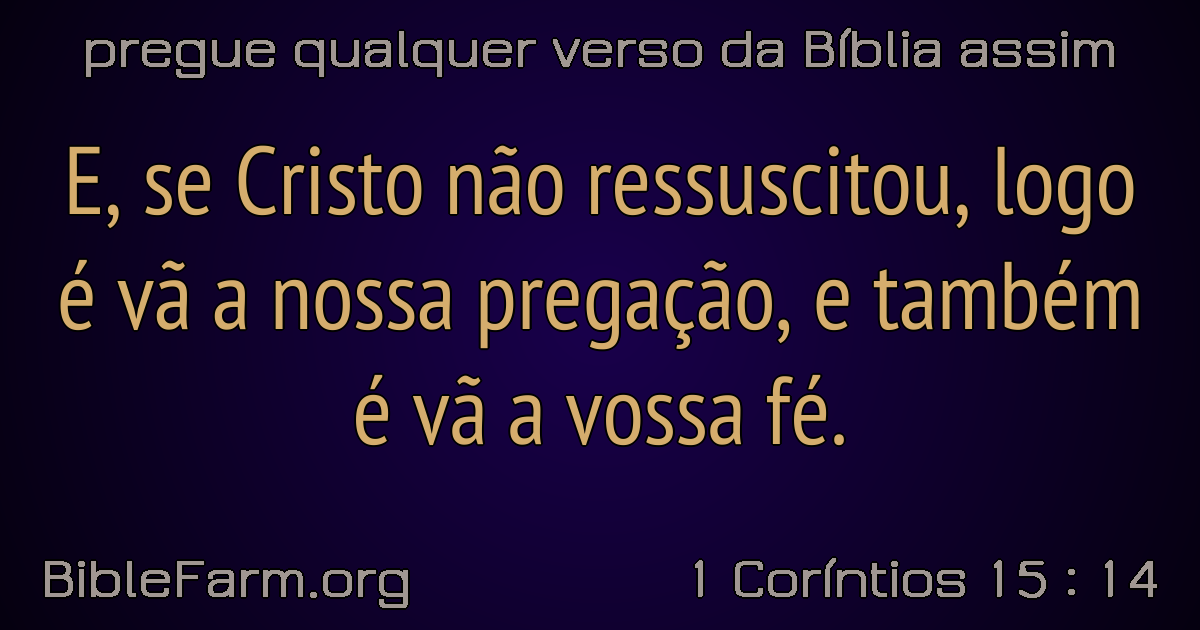 pregue qualquer verso da Bíblia assim
E, se Cristo não ressuscitou, logo
é vã a nossa pregação, e também
é vã a vossa fé.
BibleFarm.org
1 Coríntios 15 : 14